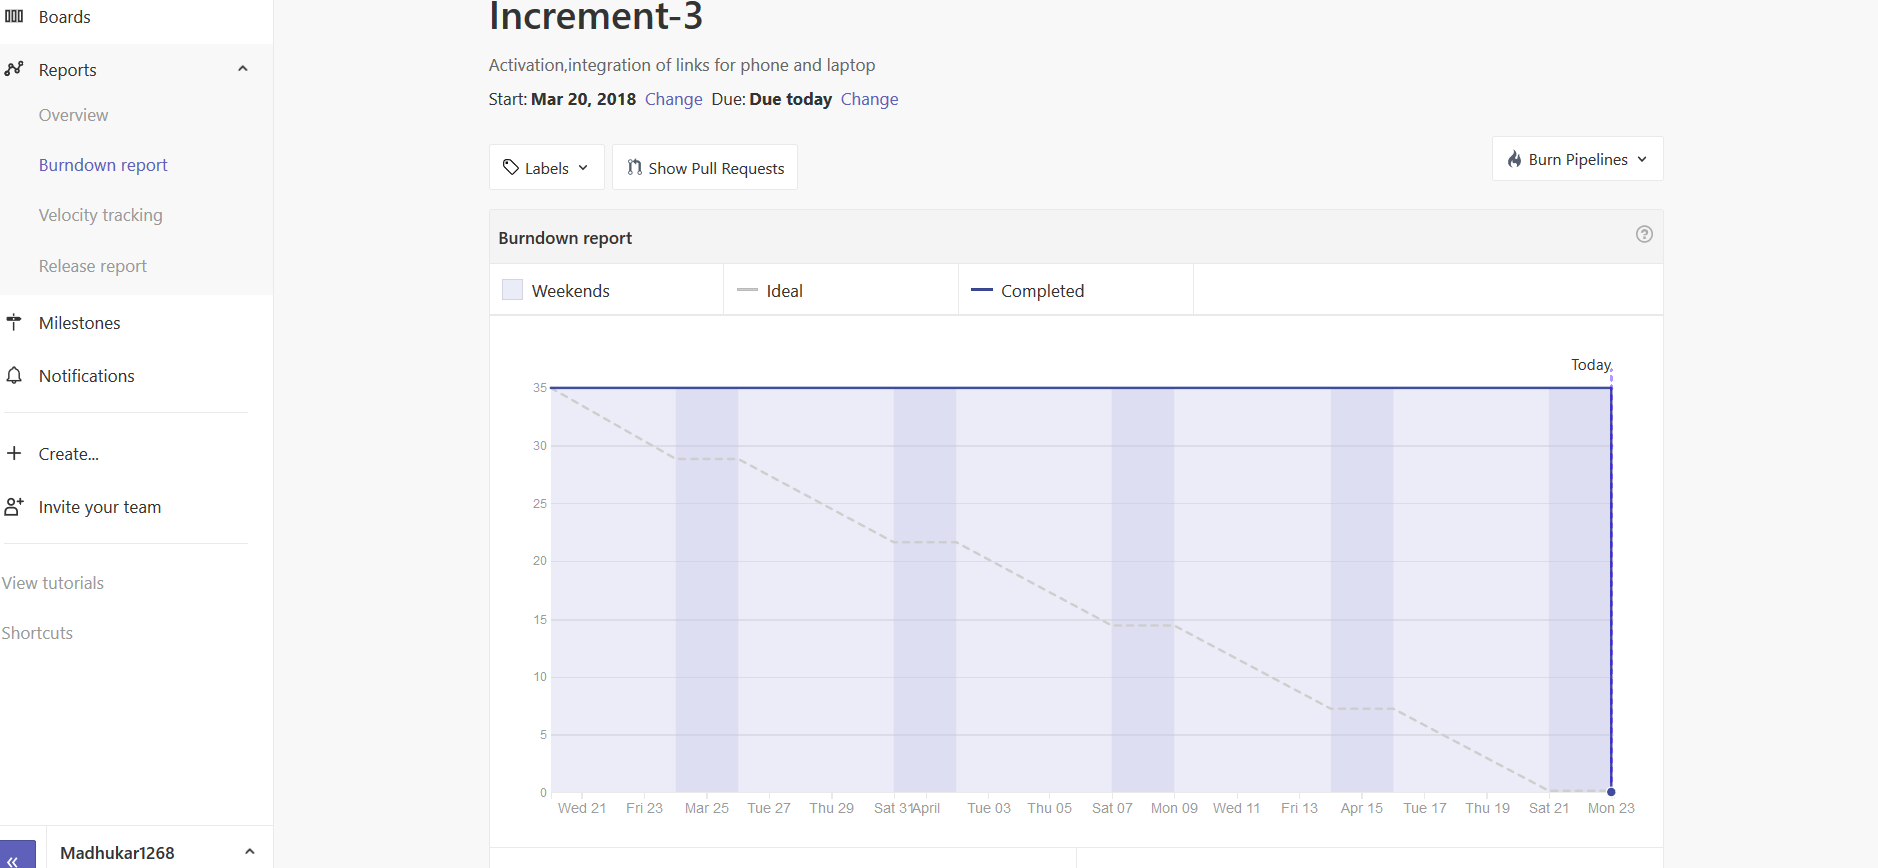 Boards
Reports
Overview
Burndown report
Velocity tracking
Release report
Milestones
Notifications
Create...
Invite your team
View tutorials
Shortcuts
Madhukar1268
Increment-3
Activation,integration of links for phone and laptop
Start: Mar 20, 2018 Change Due: Due today Change
Labels Show Pull Requests Burn Pipelines
Burndown report
Weekends Ideal Completed
Today
35
30
25
20
15
10
5
0
Wed 21 Fri 23 Mar 25 Tue 27 Thu 29 Sat 31 April Tue 03 Thu 05 Sat 07 Mon 09 Wed 11 Fri 13 Apr 15 Tue 17 Thu 19 Sat 21 Mon 23